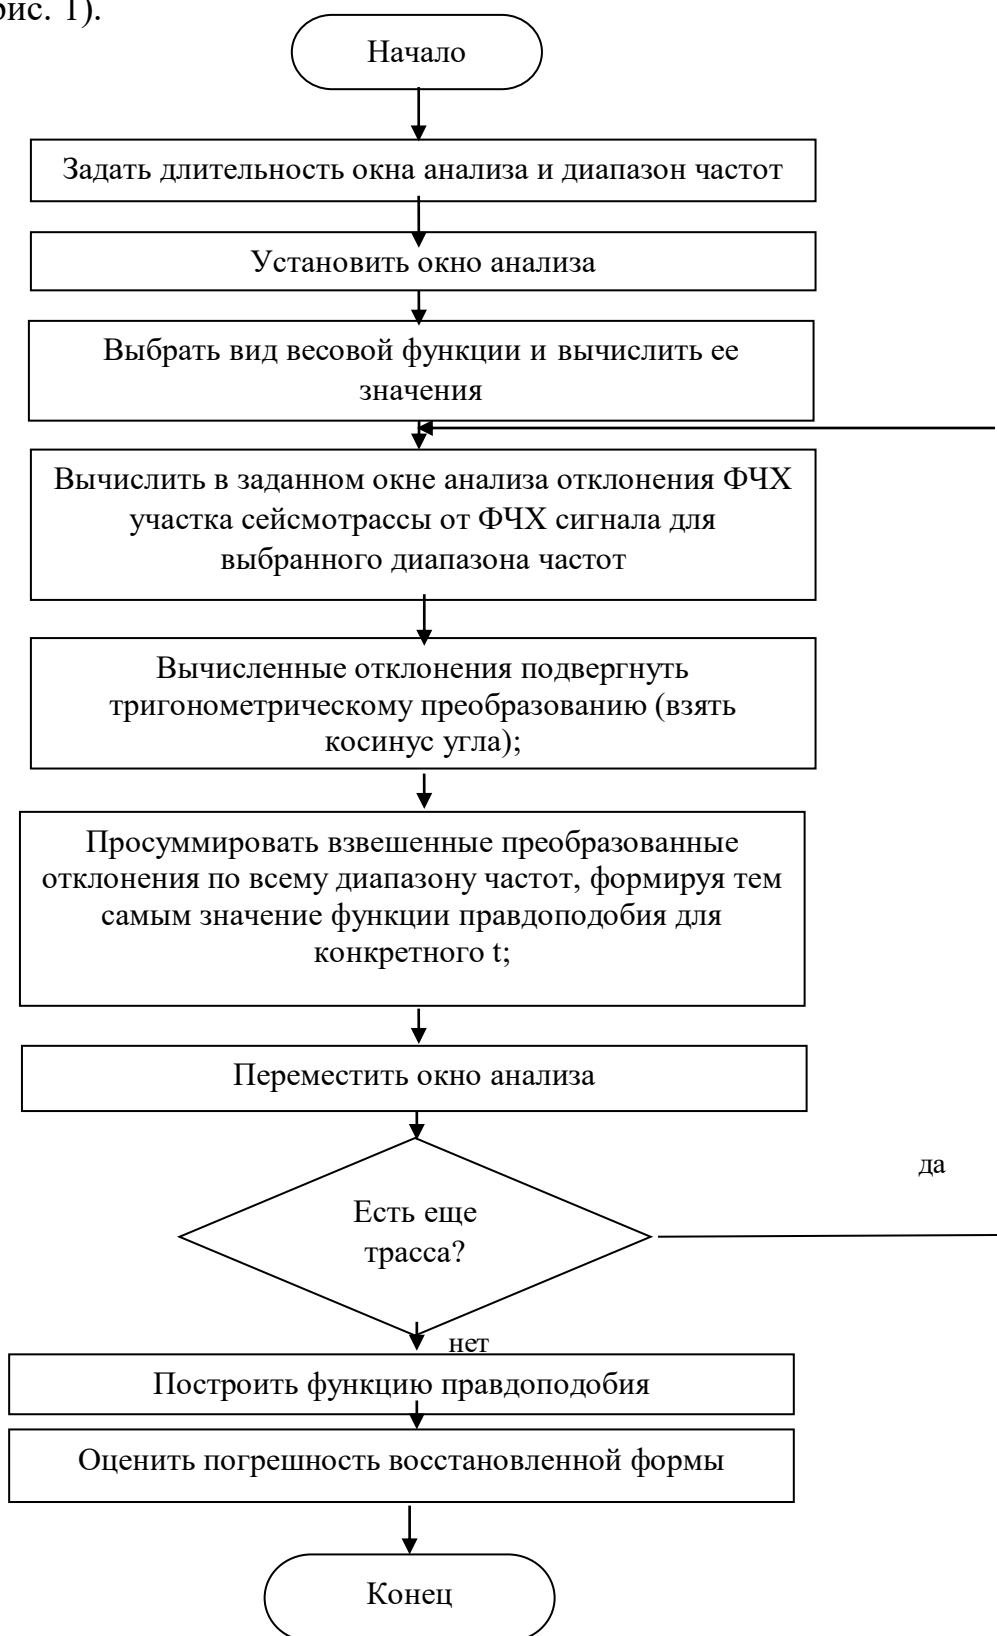 рис. 1).
Начало
Задать длительность окна анализа и диапазон частот
Установить окно анализа
Выбрать вид весовой функции и вычислить ее
значения
Вычислить в заданном окне анализа отклонения ФЧХ
участка сейсмотрассы от ФЧХ сигнала для
выбранного диапазона частот
Вычисленные отклонения подвергнуть
тригонометрическому преобразованию (взять
косинус угла);
Просуммировать взвешенные преобразованные
отклонения по всему диапазону частот, формируя тем
самым значение функции правдоподобия для
конкретного t;
Переместить окно анализа
да
Есть еще
трасса?
нет
Построить функцию правдоподобия
Оценить погрешность восстановленной формы
Конец